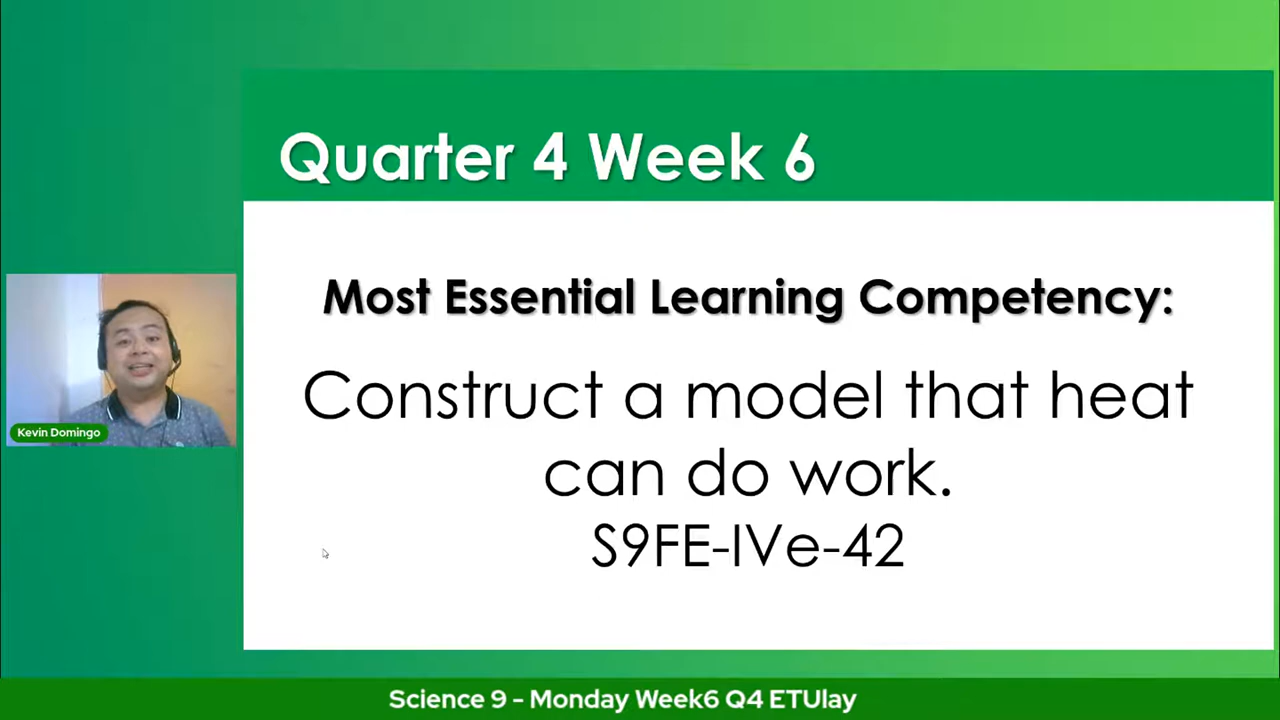 Quarter 4 Week 6
Most Essential Learning Competency:
Construct a model that heat
can do work.
S9FE-IVe-42
Kevin Domingo
Science 9 - Monday Week6 Q4 ETUlay